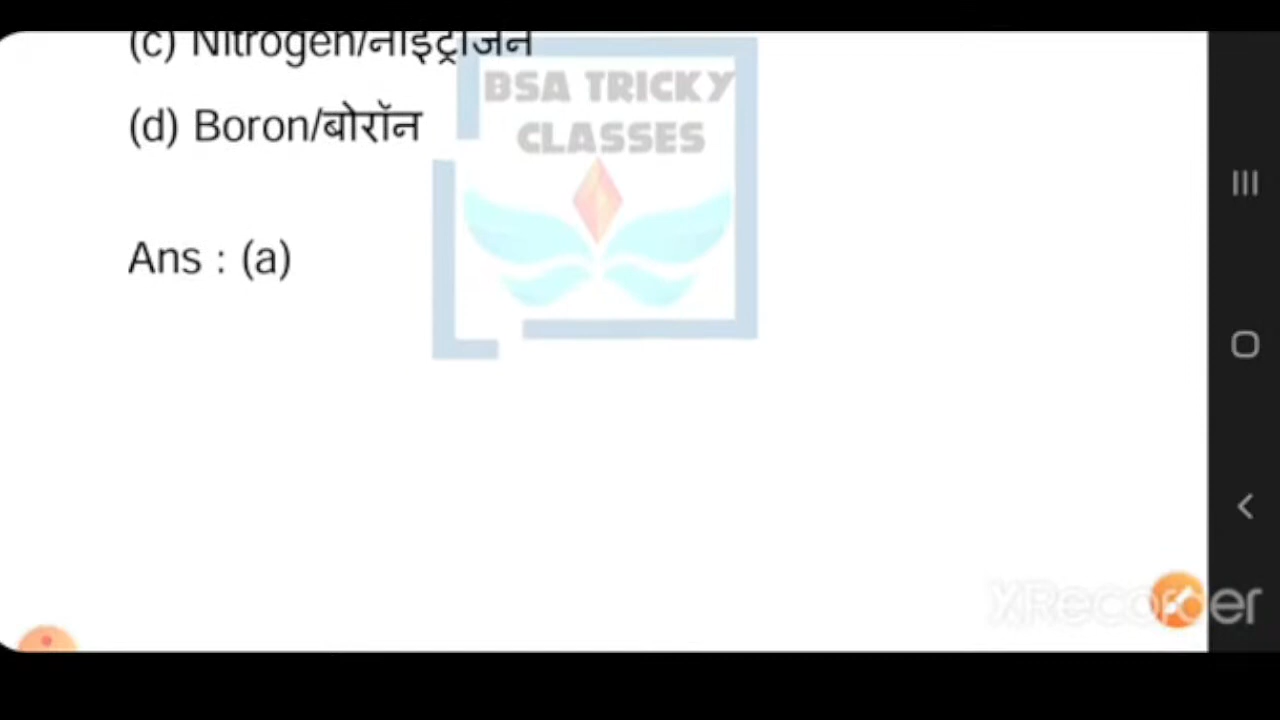 (c) Nitrogen/नाइट्रोजन
BSA TRICKY
CLASSES
(d) Boron/बोरॉन
Ans : (a)
XRecorder